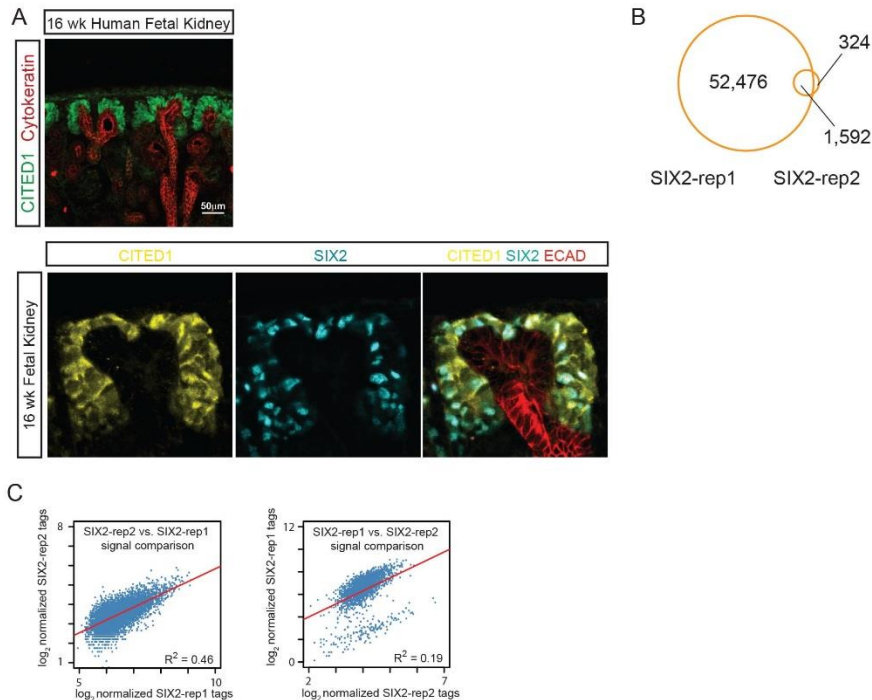 A
16 wk Human Fetal Kidney
CITED1 Cytokeratin
50µm
CITED1
SIX2
CITED1 SIX2 ECAD
16 wk Fetal Kidney
B
52,476
324
1,592
SIX2-rep1
SIX2-rep2
C
8
SIX2-rep2 vs. SIX2-rep1
signal comparison
log2 normalized SIX2-rep2 tags
1
R² = 0.46
5
10
log2 normalized SIX2-rep1 tags
12
SIX2-rep1 vs. SIX2-rep2
signal comparison
log2 normalized SIX2-rep1 tags
0
R² = 0.19
2
7
log2 normalized SIX2-rep2 tags